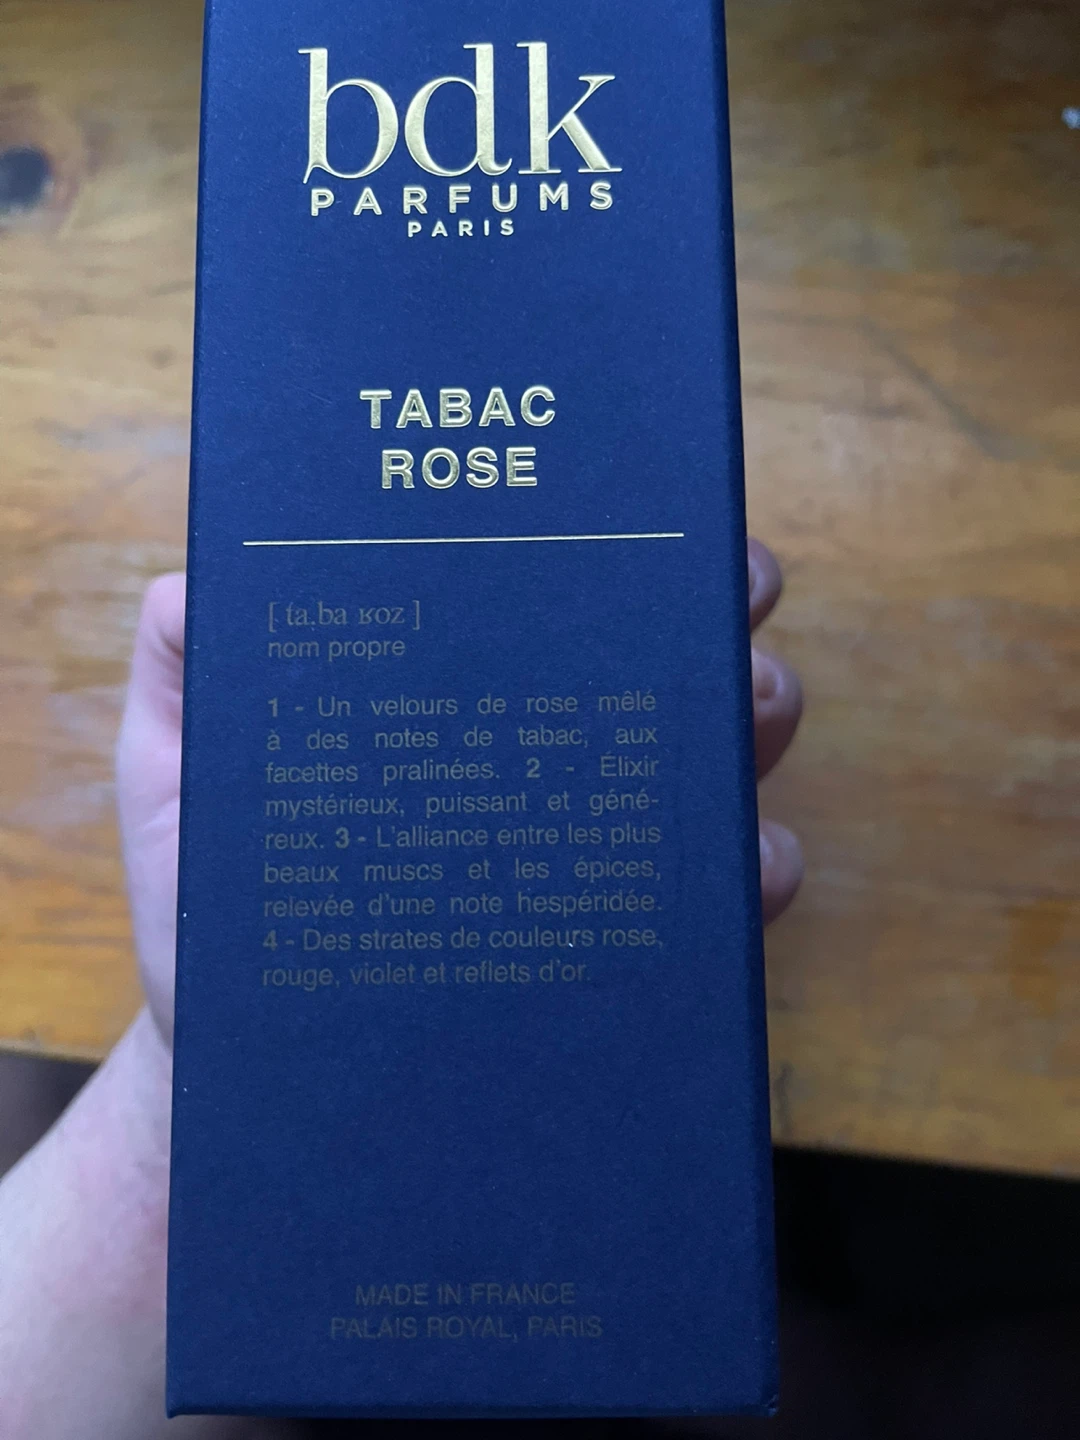 bdk
PARFUMS
PARIS
TABAC
ROSE
[ ta.ba ʁoz ]
nom propre
1 - Un velours de rose mêlé
à des notes de tabac, aux
facettes pralinées. 2 - Élixir
mystérieux, puissant et géné-
reux. 3 - L'alliance entre les plus
beaux muscs et les épices,
relevée d'une note hespéridée.
4 - Des strates de couleurs rose,
rouge, violet et reflets d'or.
MADE IN FRANCE
PALAIS ROYAL, PARIS